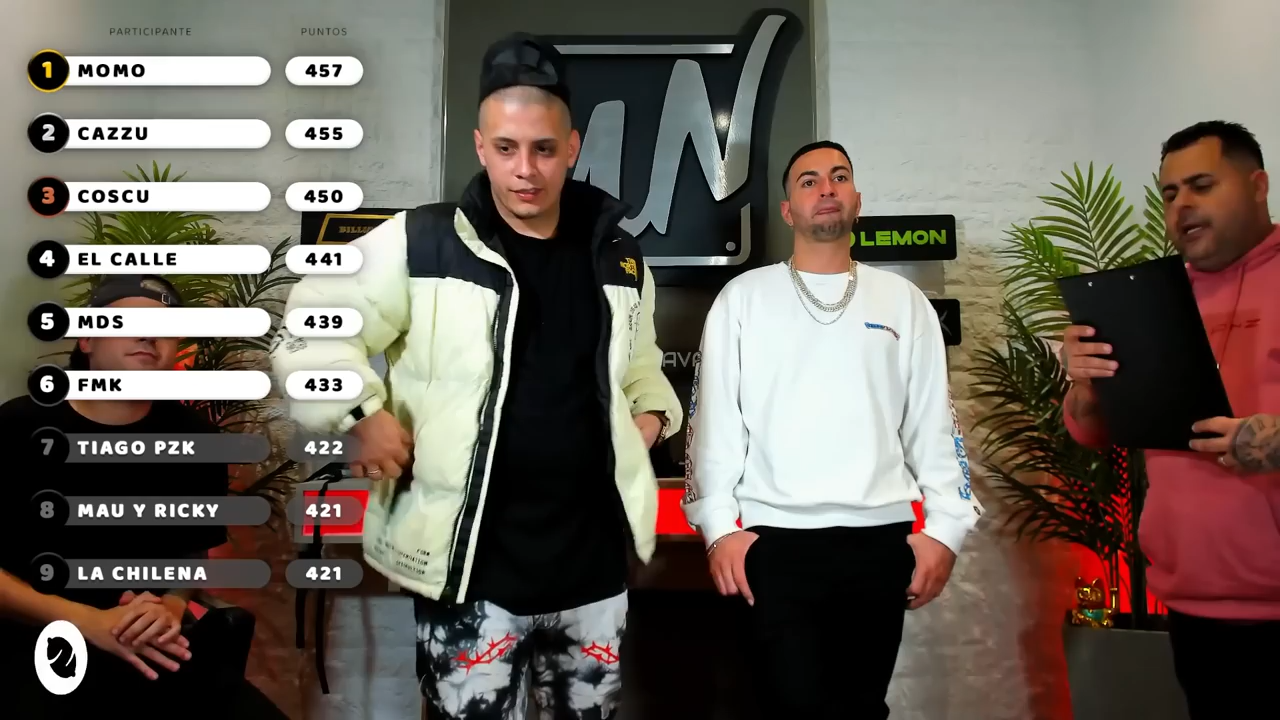 PARTICIPANTE PUNTOS
1 MOMO 457
2 CAZZU 455
3 COSCU 450
4 EL CALLE 441
5 MDS 439
6 FMK 433
7 TIAGO PZK 422
8 MAU Y RICKY 421
9 LA CHILENA 421
LEMON